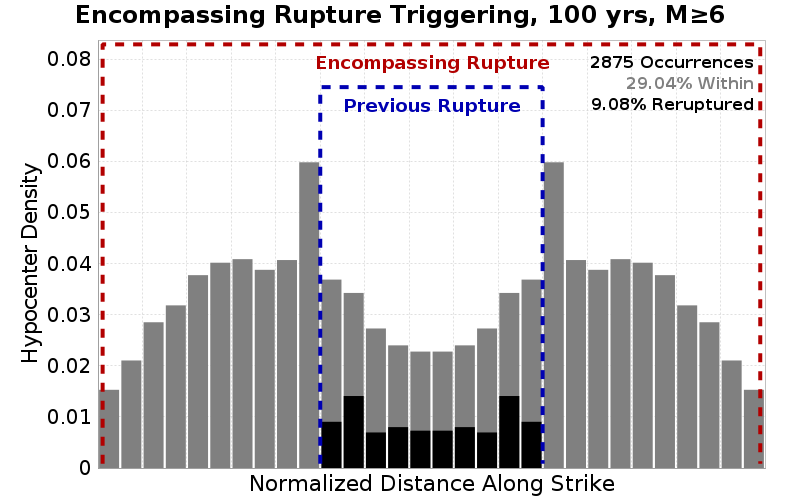 Encompassing Rupture Triggering, 100 yrs, M≥6
Encompassing Rupture
2875 Occurrences
29.04% Within
Previous Rupture
9.08% Reruptured
0.08
0.07
0.06
0.05
0.04
0.03
0.02
0.01
0
Hypocenter Density
Normalized Distance Along Strike